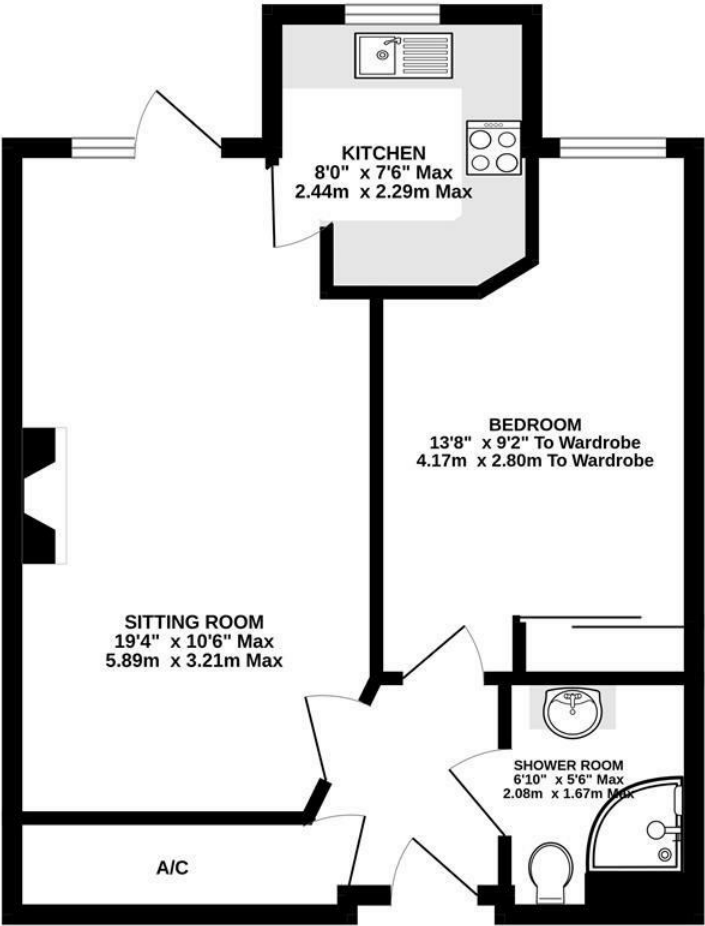 KITCHEN
8'0" x 7'6" Max
2.44m x 2.29m Max
BEDROOM
13'8" x 9'2" To Wardrobe
4.17m x 2.80m To Wardrobe
SITTING ROOM
19'4" x 10'6" Max
5.89m x 3.21m Max
SHOWER ROOM
6'10" x 5'6" Max
2.08m x 1.67m Max
A/C